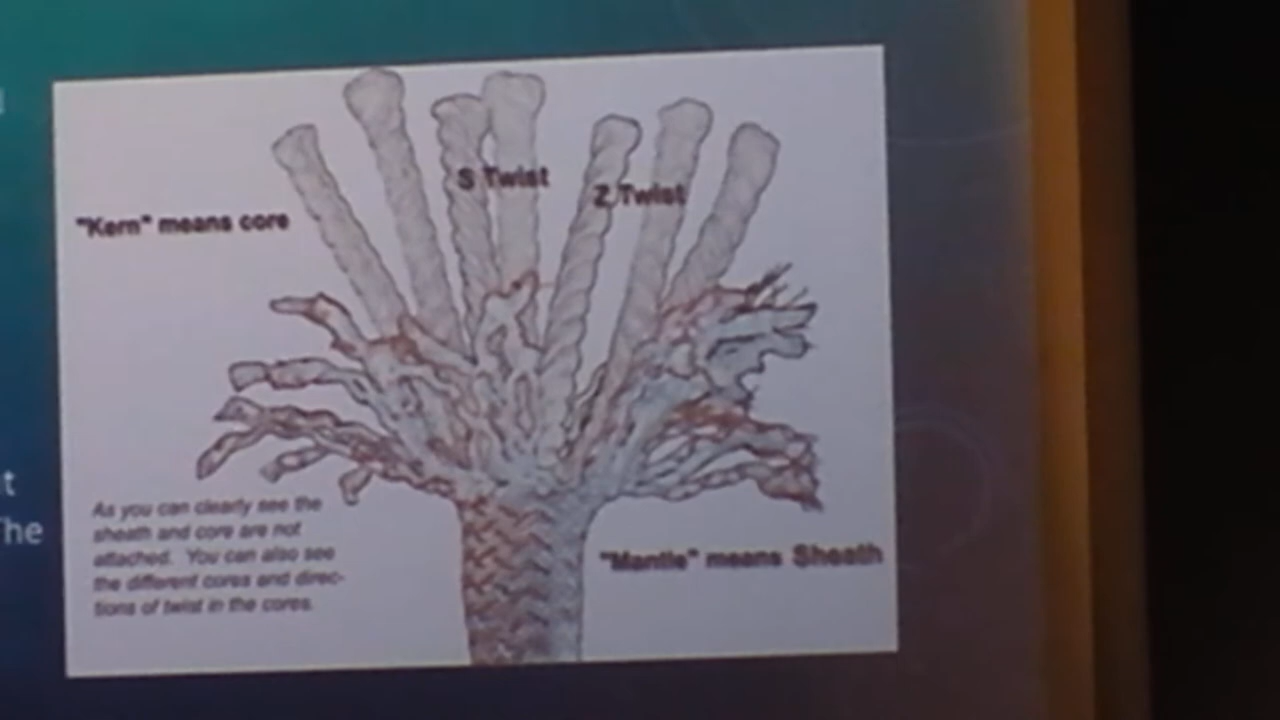 S Twist
Z Twist
"Kern" means core
As you can clearly see the
sheath and core are not
attached. You can also see
the different cores and direc-
tions of twist in the cores.
"Mantle" means Sheath
The